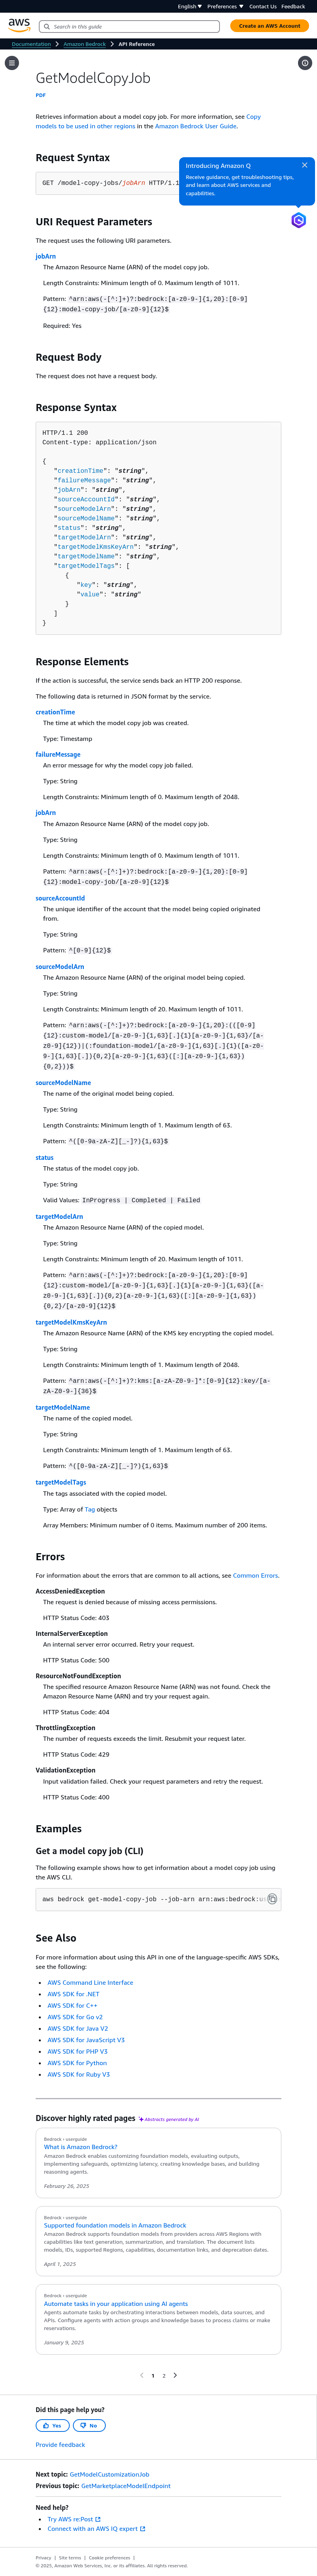 English
Preferences
Contact Us
Feedback
aws
Search in this guide
Create an AWS Account
Documentation
Amazon Bedrock
API Reference
GetModelCopyJob
PDF
Retrieves information about a model copy job. For more information, see Copy
models to be used in other regions in the Amazon Bedrock User Guide.
Introducing Amazon Q
Receive guidance, get troubleshooting tips,
and learn about AWS services and
capabilities.
Request Syntax
GET /model-copy-jobs/jobArn HTTP/1.
URI Request Parameters
The request uses the following URI parameters.
jobArn
The Amazon Resource Name (ARN) of the model copy job.
Length Constraints: Minimum length of 0. Maximum length of 1011.
Pattern: ^arn:aws(-[^:]+)?:bedrock:[a-z0-9-]{1,20}:[0-9]
{12}:model-copy-job/[a-z0-9]{12}$
Required: Yes
Request Body
The request does not have a request body.
Response Syntax
HTTP/1.1 200
Content-type: application/json
{
"creationTime": "string",
"failureMessage": "string",
"jobArn": "string",
"sourceAccountId": "string",
"sourceModelArn": "string",
"sourceModelName": "string",
"status": "string",
"targetModelArn": "string",
"targetModelKmsKeyArn": "string",
"targetModelName": "string",
"targetModelTags": [
{
"key": "string",
"value": "string"
}
]
}
Response Elements
If the action is successful, the service sends back an HTTP 200 response.
The following data is returned in JSON format by the service.
creationTime
The time at which the model copy job was created.
Type: Timestamp
failureMessage
An error message for why the model copy job failed.
Type: String
Length Constraints: Minimum length of 0. Maximum length of 2048.
jobArn
The Amazon Resource Name (ARN) of the model copy job.
Type: String
Length Constraints: Minimum length of 0. Maximum length of 1011.
Pattern: ^arn:aws(-[^:]+)?:bedrock:[a-z0-9-]{1,20}:[0-9]
{12}:model-copy-job/[a-z0-9]{12}$
sourceAccountId
The unique identifier of the account that the model being copied originated
from.
Type: String
Pattern: ^[0-9]{12}$
sourceModelArn
The Amazon Resource Name (ARN) of the original model being copied.
Type: String
Length Constraints: Minimum length of 20. Maximum length of 1011.
Pattern: ^arn:aws(-[^:]+)?:bedrock:[a-z0-9-]{1,20}:(([0-9]
{12}:custom-model/[a-z0-9-]{1,63}[.]{1}[a-z0-9-]{1,63}/[a-
z0-9]{12})|(:foundation-model/[a-z0-9-]{1,63}[.]{1}([a-z0-
9-]{1,63}[.]){0,2}[a-z0-9-]{1,63}([:][a-z0-9-]{1,63})
{0,2}))$
sourceModelName
The name of the original model being copied.
Type: String
Length Constraints: Minimum length of 1. Maximum length of 63.
Pattern: ^([0-9a-zA-Z][_-]?){1,63}$
status
The status of the model copy job.
Type: String
Valid Values: InProgress | Completed | Failed
targetModelArn
The Amazon Resource Name (ARN) of the copied model.
Type: String
Length Constraints: Minimum length of 20. Maximum length of 1011.
Pattern: ^arn:aws(-[^:]+)?:bedrock:[a-z0-9-]{1,20}:[0-9]
{12}:custom-model/[a-z0-9-]{1,63}[.]{1}[a-z0-9-]{1,63}([a-
z0-9-]{1,63}[.]){0,2}[a-z0-9-]{1,63}([:][a-z0-9-]{1,63})
{0,2}/[a-z0-9]{12}$
targetModelKmsKeyArn
The Amazon Resource Name (ARN) of the KMS key encrypting the copied model.
Type: String
Length Constraints: Minimum length of 1. Maximum length of 2048.
Pattern: ^arn:aws(-[^:]+)?:kms:[a-zA-Z0-9-]*:[0-9]{12}:key/[a-
zA-Z0-9-]{36}$
targetModelName
The name of the copied model.
Type: String
Length Constraints: Minimum length of 1. Maximum length of 63.
Pattern: ^([0-9a-zA-Z][_-]?){1,63}$
targetModelTags
The tags associated with the copied model.
Type: Array of Tag objects
Array Members: Minimum number of 0 items. Maximum number of 200 items.
Errors
For information about the errors that are common to all actions, see Common Errors.
AccessDeniedException
The request is denied because of missing access permissions.
HTTP Status Code: 403
InternalServerException
An internal server error occurred. Retry your request.
HTTP Status Code: 500
ResourceNotFoundException
The specified resource Amazon Resource Name (ARN) was not found. Check the
Amazon Resource Name (ARN) and try your request again.
HTTP Status Code: 404
ThrottlingException
The number of requests exceeds the limit. Resubmit your request later.
HTTP Status Code: 429
ValidationException
Input validation failed. Check your request parameters and retry the request.
HTTP Status Code: 400
Examples
Get a model copy job (CLI)
The following example shows how to get information about a model copy job using
the AWS CLI.
aws bedrock get-model-copy-job --job-arn arn:aws:bedrock:us
See Also
For more information about using this API in one of the language-specific AWS SDKs,
see the following:
AWS Command Line Interface
AWS SDK for .NET
AWS SDK for C++
AWS SDK for Go v2
AWS SDK for Java V2
AWS SDK for JavaScript V3
AWS SDK for PHP V3
AWS SDK for Python
AWS SDK for Ruby V3
Discover highly rated pages
Abstracts generated by AI
Bedrock › userguide
What is Amazon Bedrock?
Amazon Bedrock enables customizing foundation models, evaluating outputs,
implementing safeguards, optimizing latency, creating knowledge bases, and building
reasoning agents.
February 26, 2025
Bedrock › userguide
Supported foundation models in Amazon Bedrock
Amazon Bedrock supports foundation models from providers across AWS Regions with
capabilities like text generation, summarization, and translation. The document lists
models, IDs, supported Regions, capabilities, documentation links, and deprecation dates.
April 1, 2025
Bedrock › userguide
Automate tasks in your application using AI agents
Agents automate tasks by orchestrating interactions between models, data sources, and
APIs. Configure agents with action groups and knowledge bases to process claims or make
reservations.
January 9, 2025
1 2
Did this page help you?
Yes
No
Provide feedback
Next topic: GetModelCustomizationJob
Previous topic: GetMarketplaceModelEndpoint
Need help?
Try AWS re:Post
Connect with an AWS IQ expert
Privacy | Site terms | Cookie preferences |
© 2025, Amazon Web Services, Inc. or its affiliates. All rights reserved.